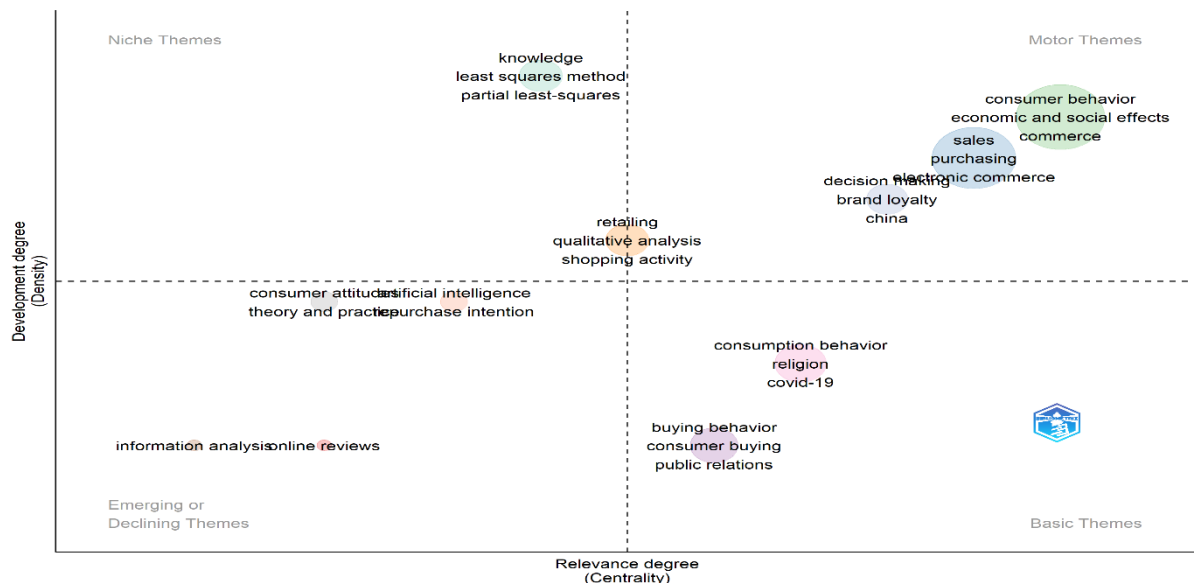 Niche Themes
Motor Themes
knowledge
least squares method
partial least-squares
consumer behavior
economic and social effects
commerce
sales
purchasing
electronic commerce
decision making
brand loyalty
china
retailing
qualitative analysis
shopping activity
consumer attitudes
theory and practice
artificial intelligence
repurchase intention
consumption behavior
religion
covid-19
buying behavior
consumer buying
public relations
information analysis
online reviews
Emerging or
Declining Themes
Basic Themes
Development degree
(Density)
Relevance degree
(Centrality)